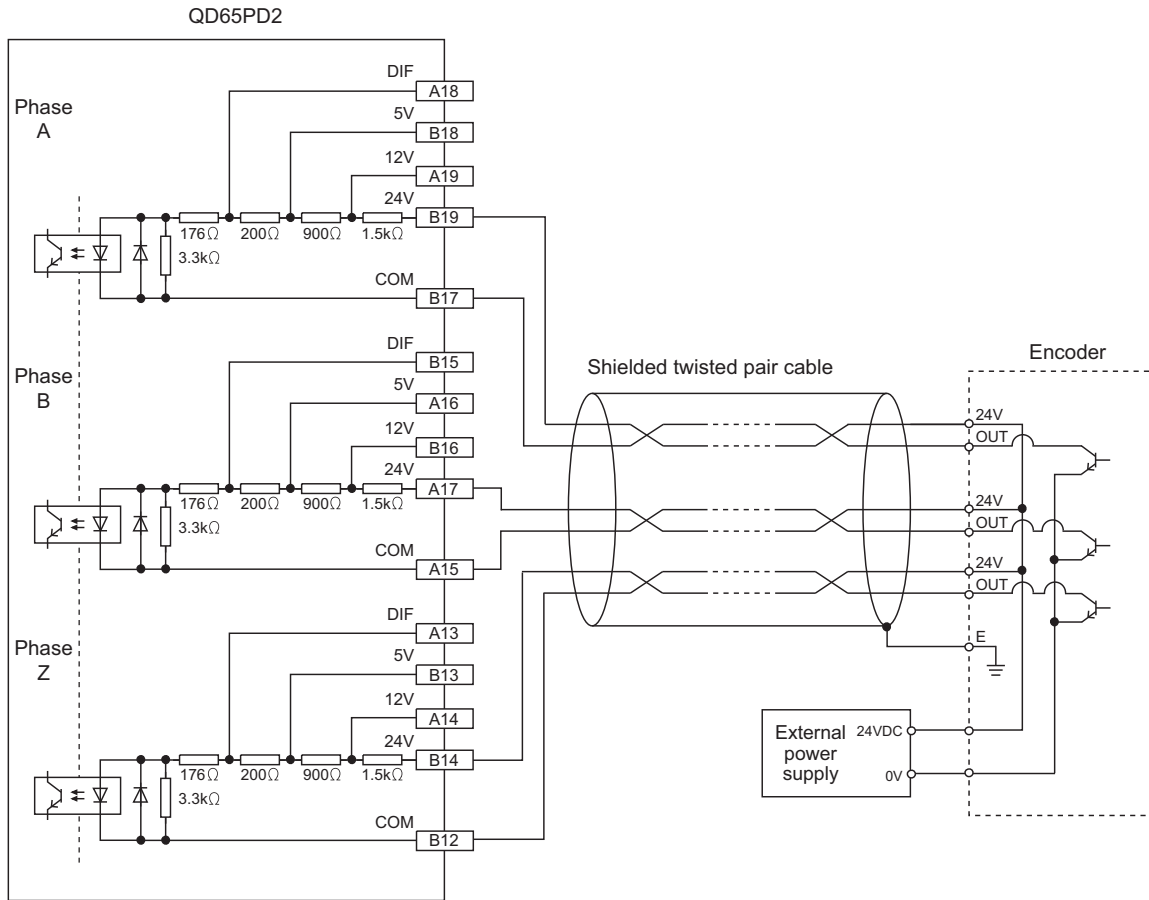 QD65PD2
Phase
A
DIF
A18
5V
B18
12V
A19
24V
B19
176Ω
200Ω
900Ω
1.5kΩ
3.3kΩ
COM
B17
Phase
B
DIF
B15
5V
A16
12V
B16
24V
A17
176Ω
200Ω
900Ω
1.5kΩ
3.3kΩ
COM
A15
Phase
Z
DIF
A13
5V
B13
12V
A14
24V
B14
176Ω
200Ω
900Ω
1.5kΩ
3.3kΩ
COM
B12
Shielded twisted pair cable
Encoder
24V
OUT
24V
OUT
24V
OUT
E
External
power
supply
24VDC
0V